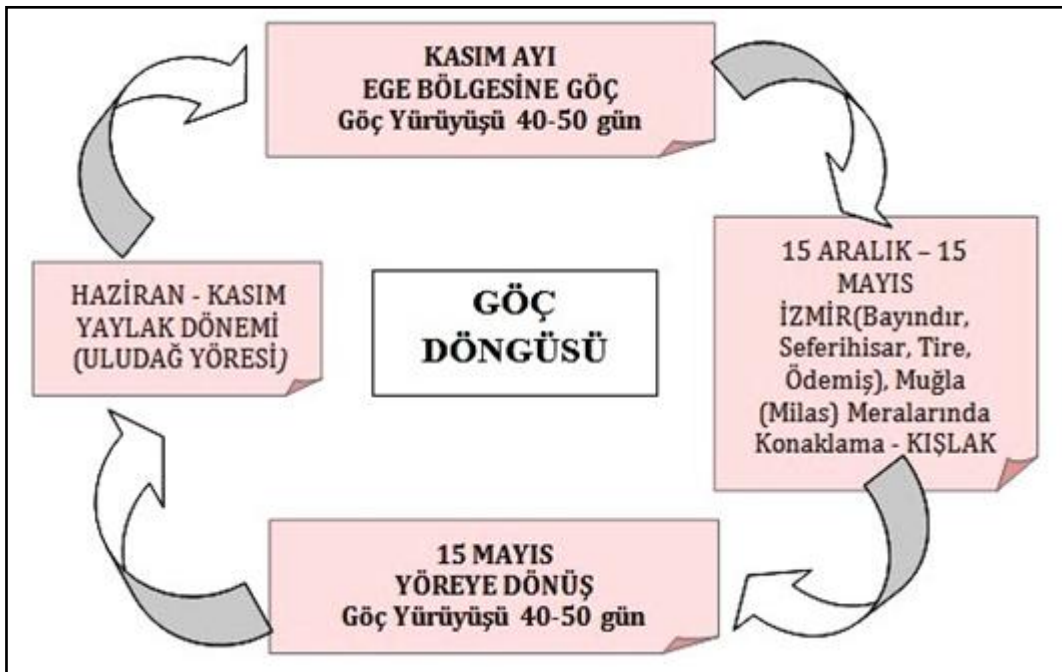 KASIM AYI
EGE BÖLGESİNE GÖÇ
Göç Yürüyüşü 40-50 gün
15 ARALIK – 15
MAYIS
İZMİR(Bayındır,
Seferihisar, Tire,
Ödemiş), Muğla
(Milas) Meralarında
Konaklama - KIŞLAK
15 MAYIS
YÖREYE DÖNÜŞ
Göç Yürüyüşü 40-50 gün
HAZİRAN - KASIM
YAYLAK DÖNEMİ
(ULUDAĞ YÖRESİ)
GÖÇ
DÖNGÜSÜ